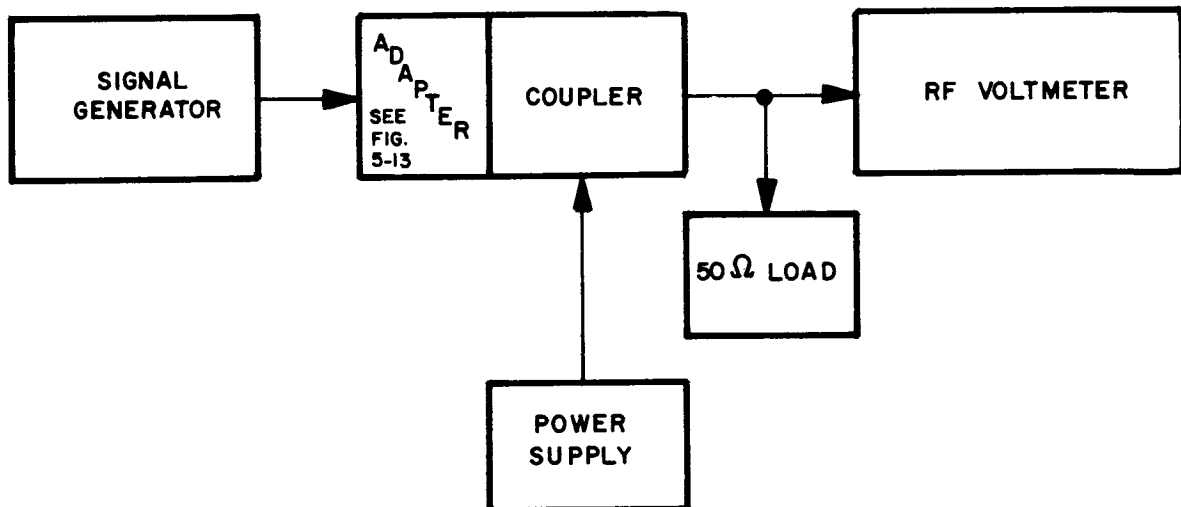 SIGNAL
GENERATOR
ADAPTER
SEE
FIG.
5-13
COUPLER
RF VOLTMETER
50Ω LOAD
POWER
SUPPLY